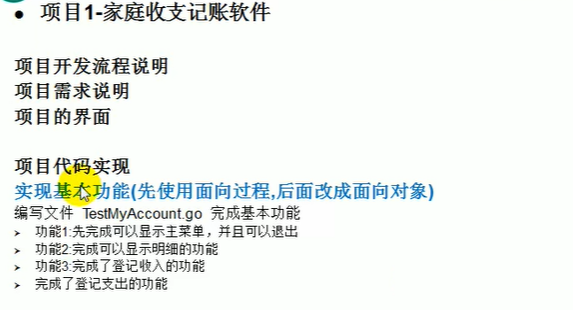 ● 项目1-家庭收支记账软件
项目开发流程说明
项目需求说明
项目的界面
项目代码实现
实现基本功能(先使用面向过程,后面改成面向对象)
编写文件 TestMyAccount.go 完成基本功能
➤ 功能1:先完成可以显示主菜单，并且可以退出
➤ 功能2:完成可以显示明细的功能
➤ 功能3:完成了登记收入的功能
➤ 完成了登记支出的功能